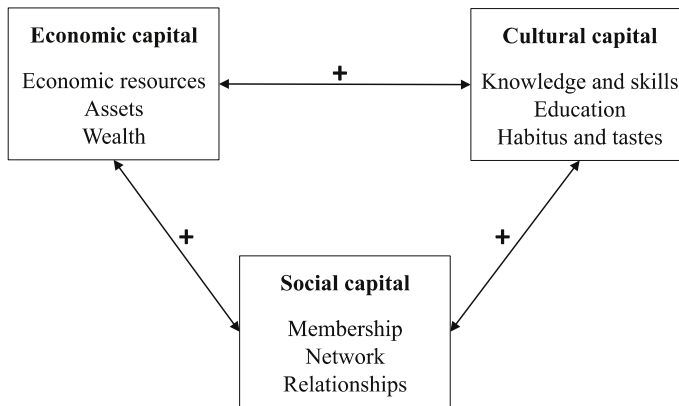 Economic capital
Economic resources
Assets
Wealth
+
Cultural capital
Knowledge and skills
Education
Habitus and tastes
+
+
Social capital
Membership
Network
Relationships